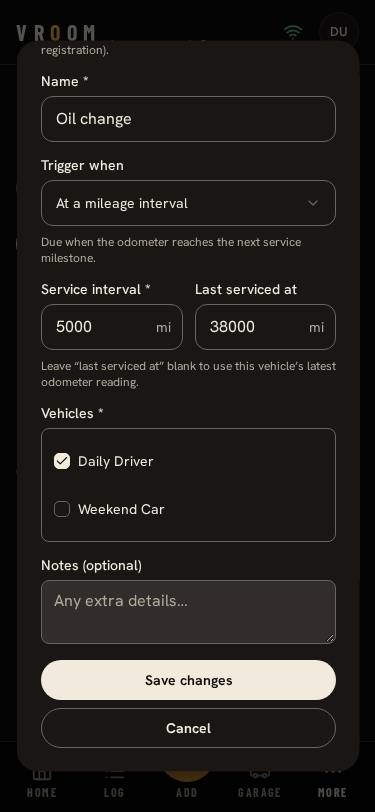 VROOM
DU
registration).
Name *
Oil change
Trigger when
At a mileage interval
Due when the odometer reaches the next service
milestone.
Service interval * Last serviced at
5000 mi 38000 mi
Leave “last serviced at” blank to use this vehicle’s latest
odometer reading.
Vehicles *
Daily Driver
Weekend Car
Notes (optional)
Any extra details...
Save changes
Cancel
HOME LOG ADD GARAGE MORE